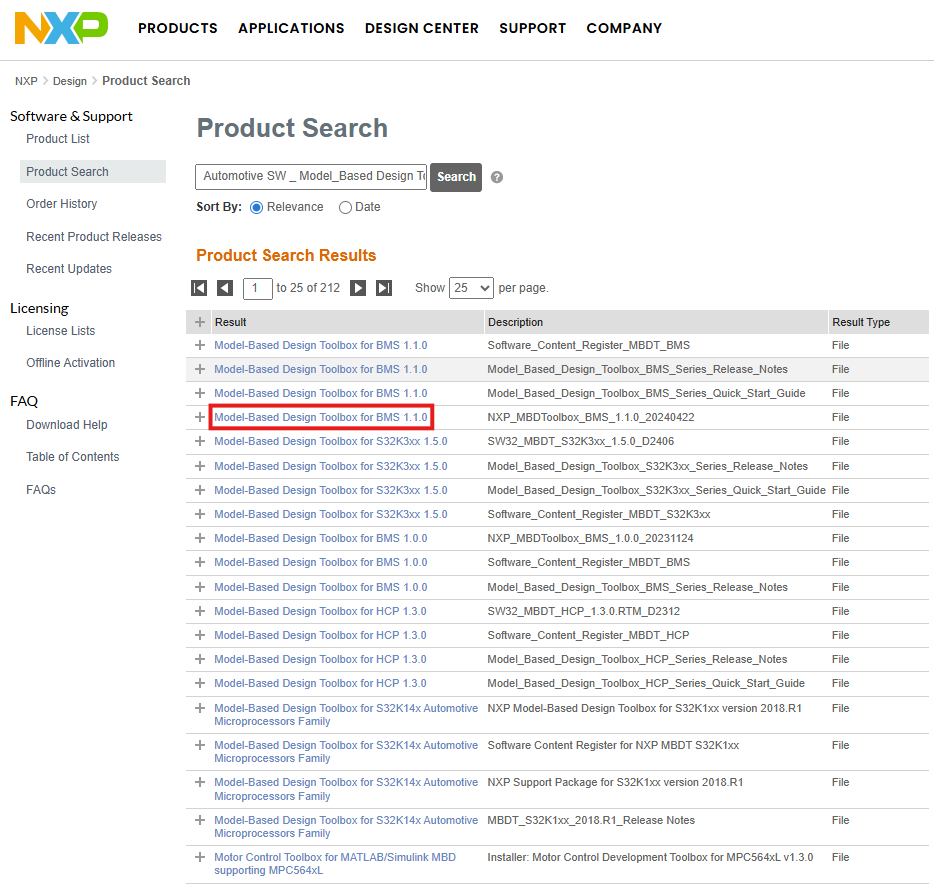 NXP PRODUCTS APPLICATIONS DESIGN CENTER SUPPORT COMPANY
NXP > Design > Product Search
Software & Support
Product List
Product Search
Order History
Recent Product Releases
Recent Updates
Licensing
License Lists
Offline Activation
FAQ
Download Help
Table of Contents
FAQs
Product Search
Automotive SW _ Model_Based Design To Search ?
Sort By: Relevance Date
Product Search Results
1 to 25 of 212 Show 25 per page.
+ Result Description Result Type
+ Model-Based Design Toolbox for BMS 1.1.0 Software_Content_Register_MBDT_BMS File
+ Model-Based Design Toolbox for BMS 1.1.0 Model_Based_Design_Toolbox_BMS_Series_Release_Notes File
+ Model-Based Design Toolbox for BMS 1.1.0 Model_Based_Design_Toolbox_BMS_Series_Quick_Start_Guide File
+ Model-Based Design Toolbox for BMS 1.1.0 NXP_MBDToolbox_BMS_1.1.0_20240422 File
+ Model-Based Design Toolbox for S32K3xx 1.5.0 SW32_MBDT_S32K3xx_1.5.0_D2406 File
+ Model-Based Design Toolbox for S32K3xx 1.5.0 Model_Based_Design_Toolbox_S32K3xx_Series_Release_Notes File
+ Model-Based Design Toolbox for S32K3xx 1.5.0 Model_Based_Design_Toolbox_S32K3xx_Series_Quick_Start_Guide File
+ Model-Based Design Toolbox for S32K3xx 1.5.0 Software_Content_Register_MBDT_S32K3xx File
+ Model-Based Design Toolbox for BMS 1.0.0 NXP_MBDToolbox_BMS_1.0.0_20231124 File
+ Model-Based Design Toolbox for BMS 1.0.0 Software_Content_Register_MBDT_BMS File
+ Model-Based Design Toolbox for BMS 1.0.0 Model_Based_Design_Toolbox_BMS_Series_Release_Notes File
+ Model-Based Design Toolbox for HCP 1.3.0 SW32_MBDT_HCP_1.3.0.RTM_D2312 File
+ Model-Based Design Toolbox for HCP 1.3.0 Software_Content_Register_MBDT_HCP File
+ Model-Based Design Toolbox for HCP 1.3.0 Model_Based_Design_Toolbox_HCP_Series_Release_Notes File
+ Model-Based Design Toolbox for HCP 1.3.0 Model_Based_Design_Toolbox_HCP_Series_Quick_Start_Guide File
+ Model-Based Design Toolbox for S32K14x Automotive NXP Model-Based Design Toolbox for S32K1xx version 2018.R1 File
Microprocessors Family
+ Model-Based Design Toolbox for S32K14x Automotive Software Content Register for NXP MBDT S32K1xx File
Microprocessors Family
+ Model-Based Design Toolbox for S32K14x Automotive NXP Support Package for S32K1xx version 2018.R1 File
Microprocessors Family
+ Model-Based Design Toolbox for S32K14x Automotive MBDT_S32K1xx_2018.R1_Release Notes File
Microprocessors Family
+ Motor Control Toolbox for MATLAB/Simulink MBD Installer: Motor Control Development Toolbox for MPC564xL v1.3.0 File
supporting MPC564xL